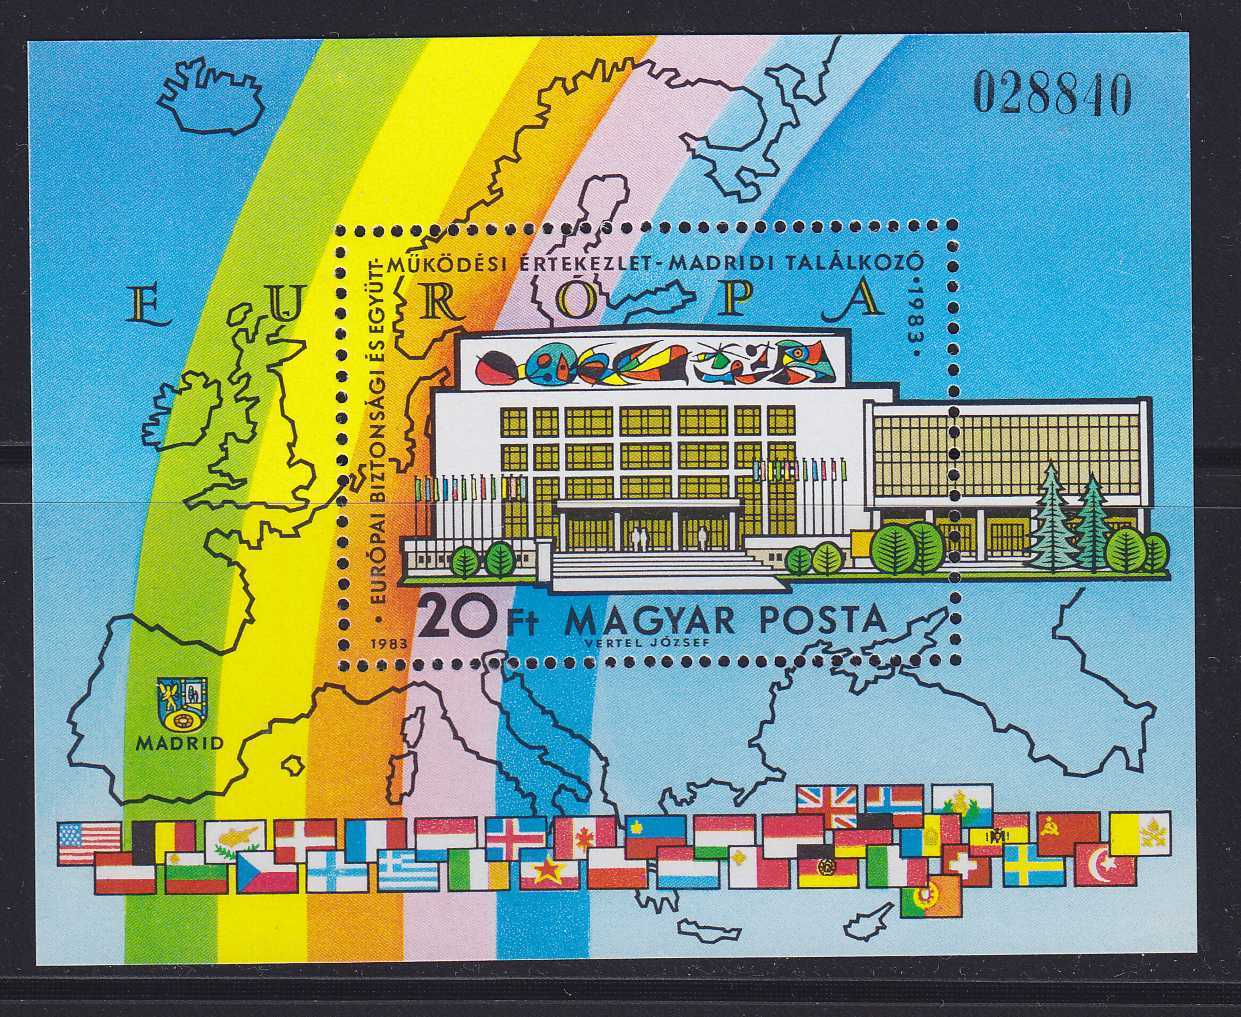 028840
• EURÓPAI BIZTONSÁGI ÉS EGYÜTT-
MŰKÖDÉSI ÉRTEKEZLET - MADRIDI TALÁLKOZÓ
• 1983 •
EURÓPA
20 Ft MAGYAR POSTA
1983 VERTEL JÓZSEF
MADRID